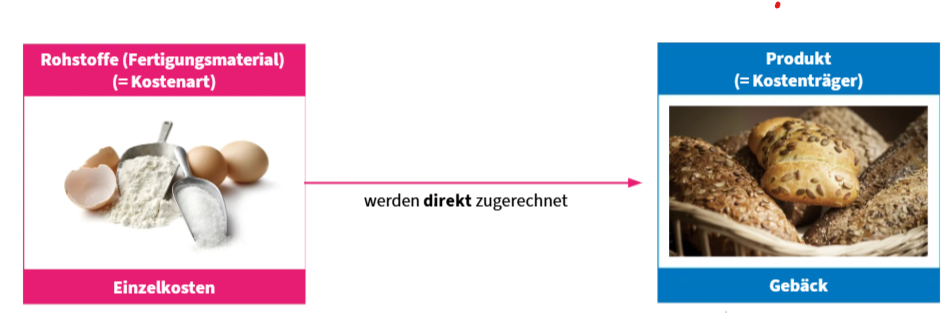 Rohstoffe (Fertigungsmaterial)
(= Kostenart)
Einzelkosten
werden direkt zugerechnet
Produkt
(= Kostenträger)
Gebäck